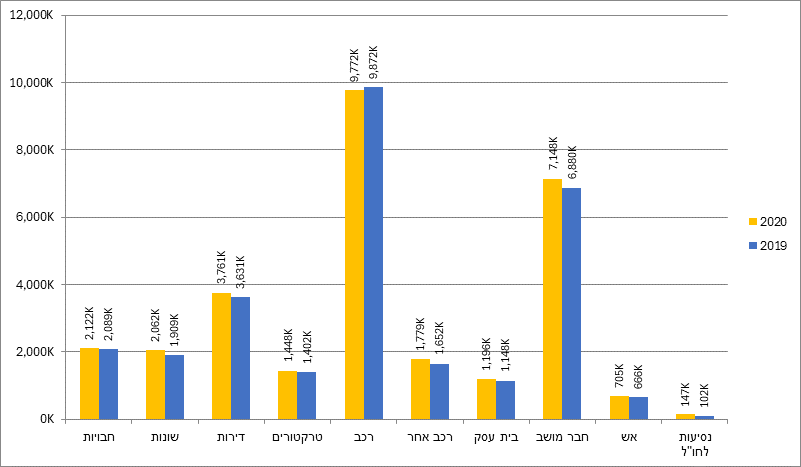 12,000K
10,000K
8,000K
6,000K
4,000K
2,000K
0K
2,122K
2,089K
2,062K
1,909K
3,761K
3,631K
1,448K
1,402K
9,772K
9,872K
1,779K
1,652K
1,196K
1,148K
7,148K
6,880K
705K
666K
147K
102K
חבויות
שונות
דירות
טרקטורים
רכב
רכב אחר
בית עסק
חבר מושב
אש
נסיעות
לחו"ל
2020
2019